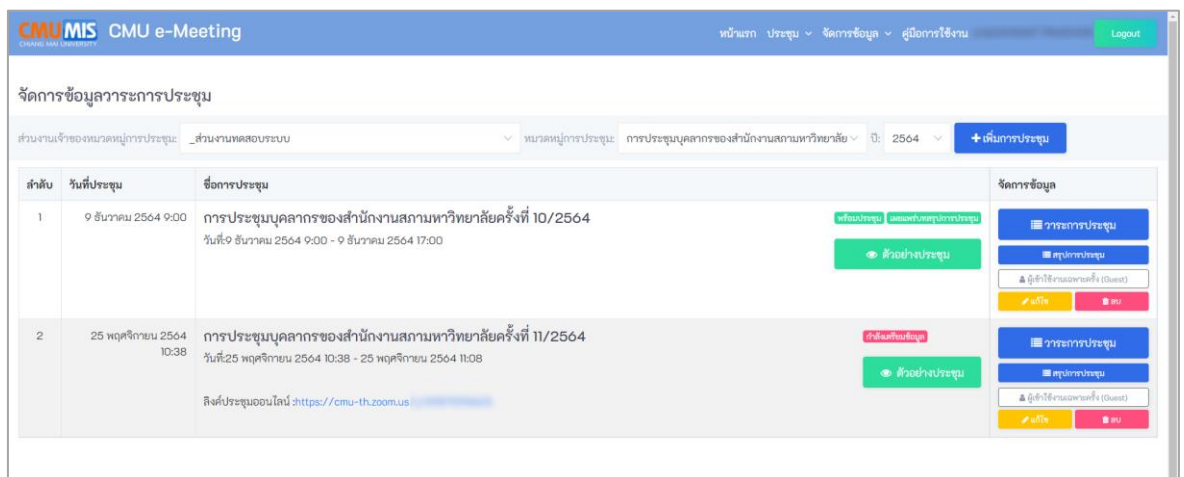 CMU MIS CMU e-Meeting หน้าแรก ประชุม จัดการข้อมูล คู่มือการใช้งาน Logout
CHIANG MAI UNIVERSITY
จัดการข้อมูลวาระการประชุม
ส่วนงานเจ้าของหมวดหมู่การประชุม: _ส่วนงานทดสอบระบบ หมวดหมู่การประชุม: การประชุมบุคลากรของสำนักงานสภามหาวิทยาลัย ปี: 2564 + เพิ่มการประชุม
ลำดับ วันที่ประชุม ชื่อการประชุม จัดการข้อมูล
1 9 ธันวาคม 2564 9:00 การประชุมบุคลากรของสำนักงานสภามหาวิทยาลัยครั้งที่ 10/2564 พร้อมประชุม เผยแพร่บทสรุปการประชุม วาระการประชุม
วันที่:9 ธันวาคม 2564 9:00 - 9 ธันวาคม 2564 17:00 ตัวอย่างประชุม สรุปการประชุม
ผู้เข้าใช้งานเฉพาะครั้ง (Guest)
แก้ไข ลบ
2 25 พฤศจิกายน 2564 การประชุมบุคลากรของสำนักงานสภามหาวิทยาลัยครั้งที่ 11/2564 กำลังเตรียมข้อมูล วาระการประชุม
10:38 วันที่:25 พฤศจิกายน 2564 10:38 - 25 พฤศจิกายน 2564 11:08 ตัวอย่างประชุม สรุปการประชุม
ลิงค์ประชุมออนไลน์ :https://cmu-th.zoom.us ผู้เข้าใช้งานเฉพาะครั้ง (Guest)
แก้ไข ลบ